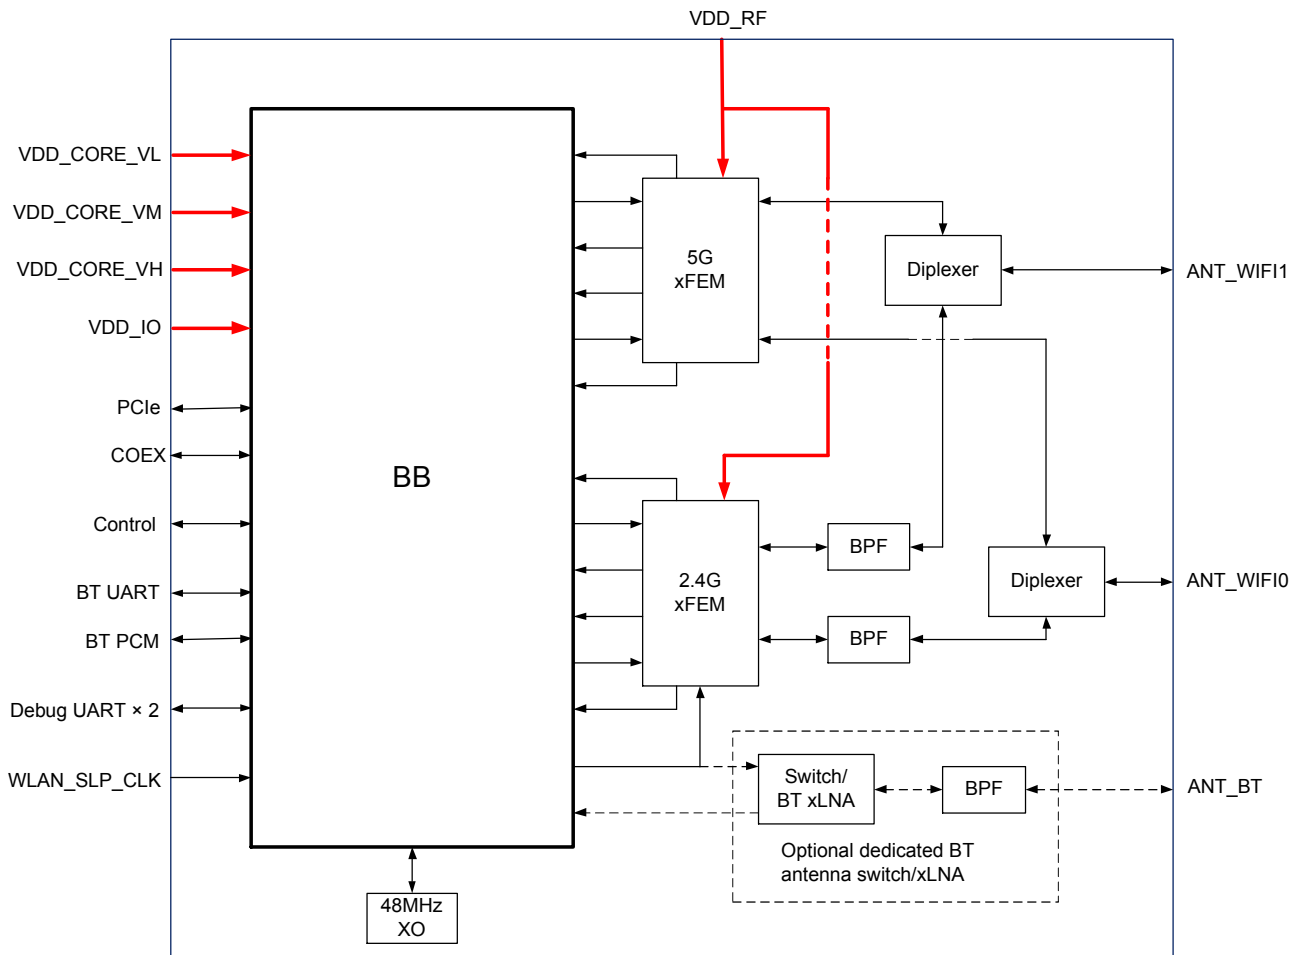 VDD_RF
VDD_CORE_VL
VDD_CORE_VM
VDD_CORE_VH
VDD_IO
PCIe
COEX
Control
BT UART
BT PCM
Debug UART × 2
WLAN_SLP_CLK
BB
48MHz
XO
5G
xFEM
2.4G
xFEM
Diplexer
ANT_WIFI1
BPF
BPF
Diplexer
ANT_WIFI0
Switch/
BT xLNA
BPF
ANT_BT
Optional dedicated BT
antenna switch/xLNA